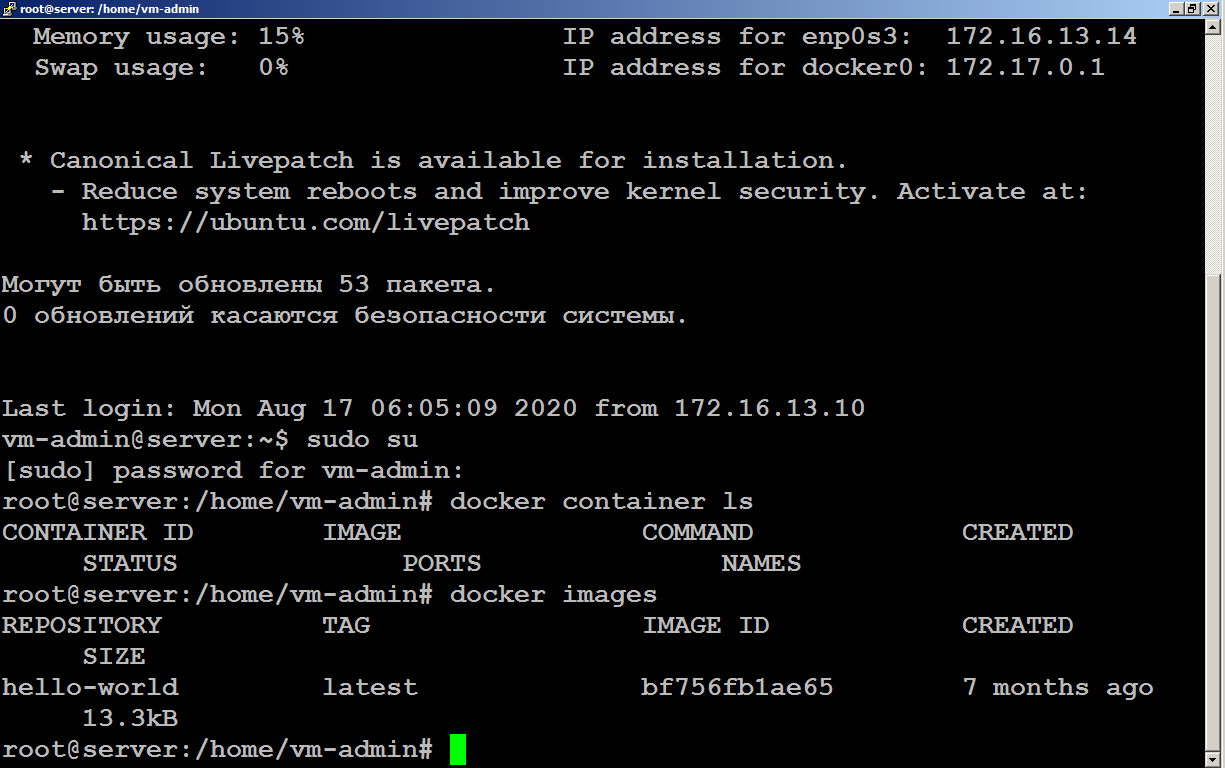 root@server: /home/vm-admin
Memory usage: 15% IP address for enp0s3: 172.16.13.14
Swap usage: 0% IP address for docker0: 172.17.0.1
* Canonical Livepatch is available for installation.
- Reduce system reboots and improve kernel security. Activate at:
https://ubuntu.com/livepatch
Могут быть обновлены 53 пакета.
0 обновлений касаются безопасности системы.
Last login: Mon Aug 17 06:05:09 2020 from 172.16.13.10
vm-admin@server:~$ sudo su
[sudo] password for vm-admin:
root@server:/home/vm-admin# docker container ls
CONTAINER ID IMAGE COMMAND CREATED
STATUS PORTS NAMES
root@server:/home/vm-admin# docker images
REPOSITORY TAG IMAGE ID CREATED
SIZE
hello-world latest bf756fb1ae65 7 months ago
13.3kB
root@server:/home/vm-admin#